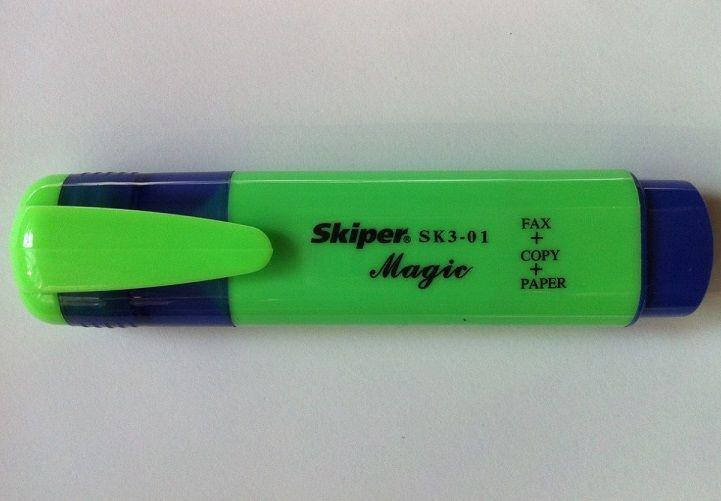 Skiper® SK3-01
Magic
FAX
+
COPY
+
PAPER